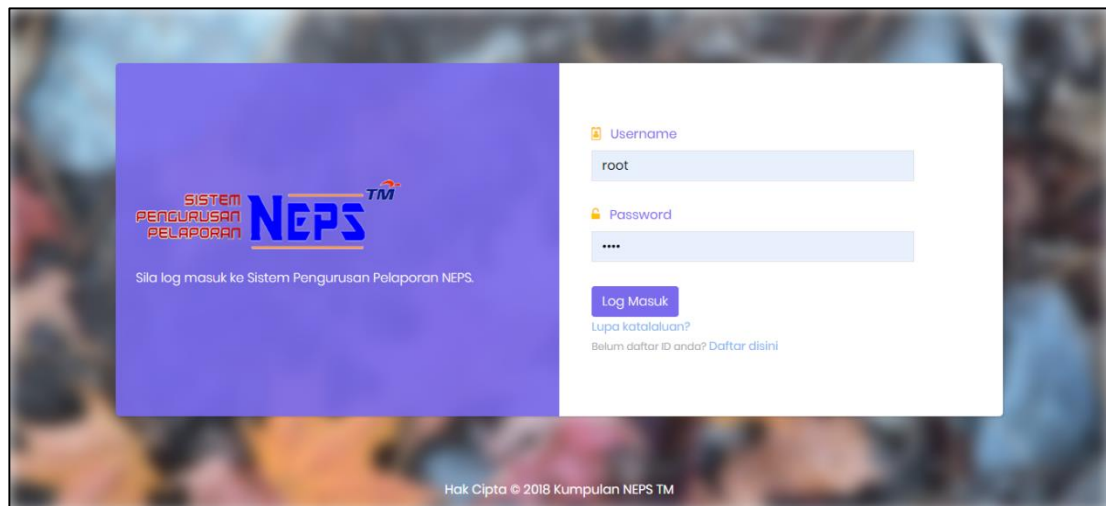 SISTEM
PENGURUSAN
PELAPORAN
NEPS
TM
Sila log masuk ke Sistem Pengurusan Pelaporan NEPS.
Username
root
Password
••••
Log Masuk
Lupa katalaluan?
Belum daftar ID anda? Daftar disini
Hak Cipta © 2018 Kumpulan NEPS TM